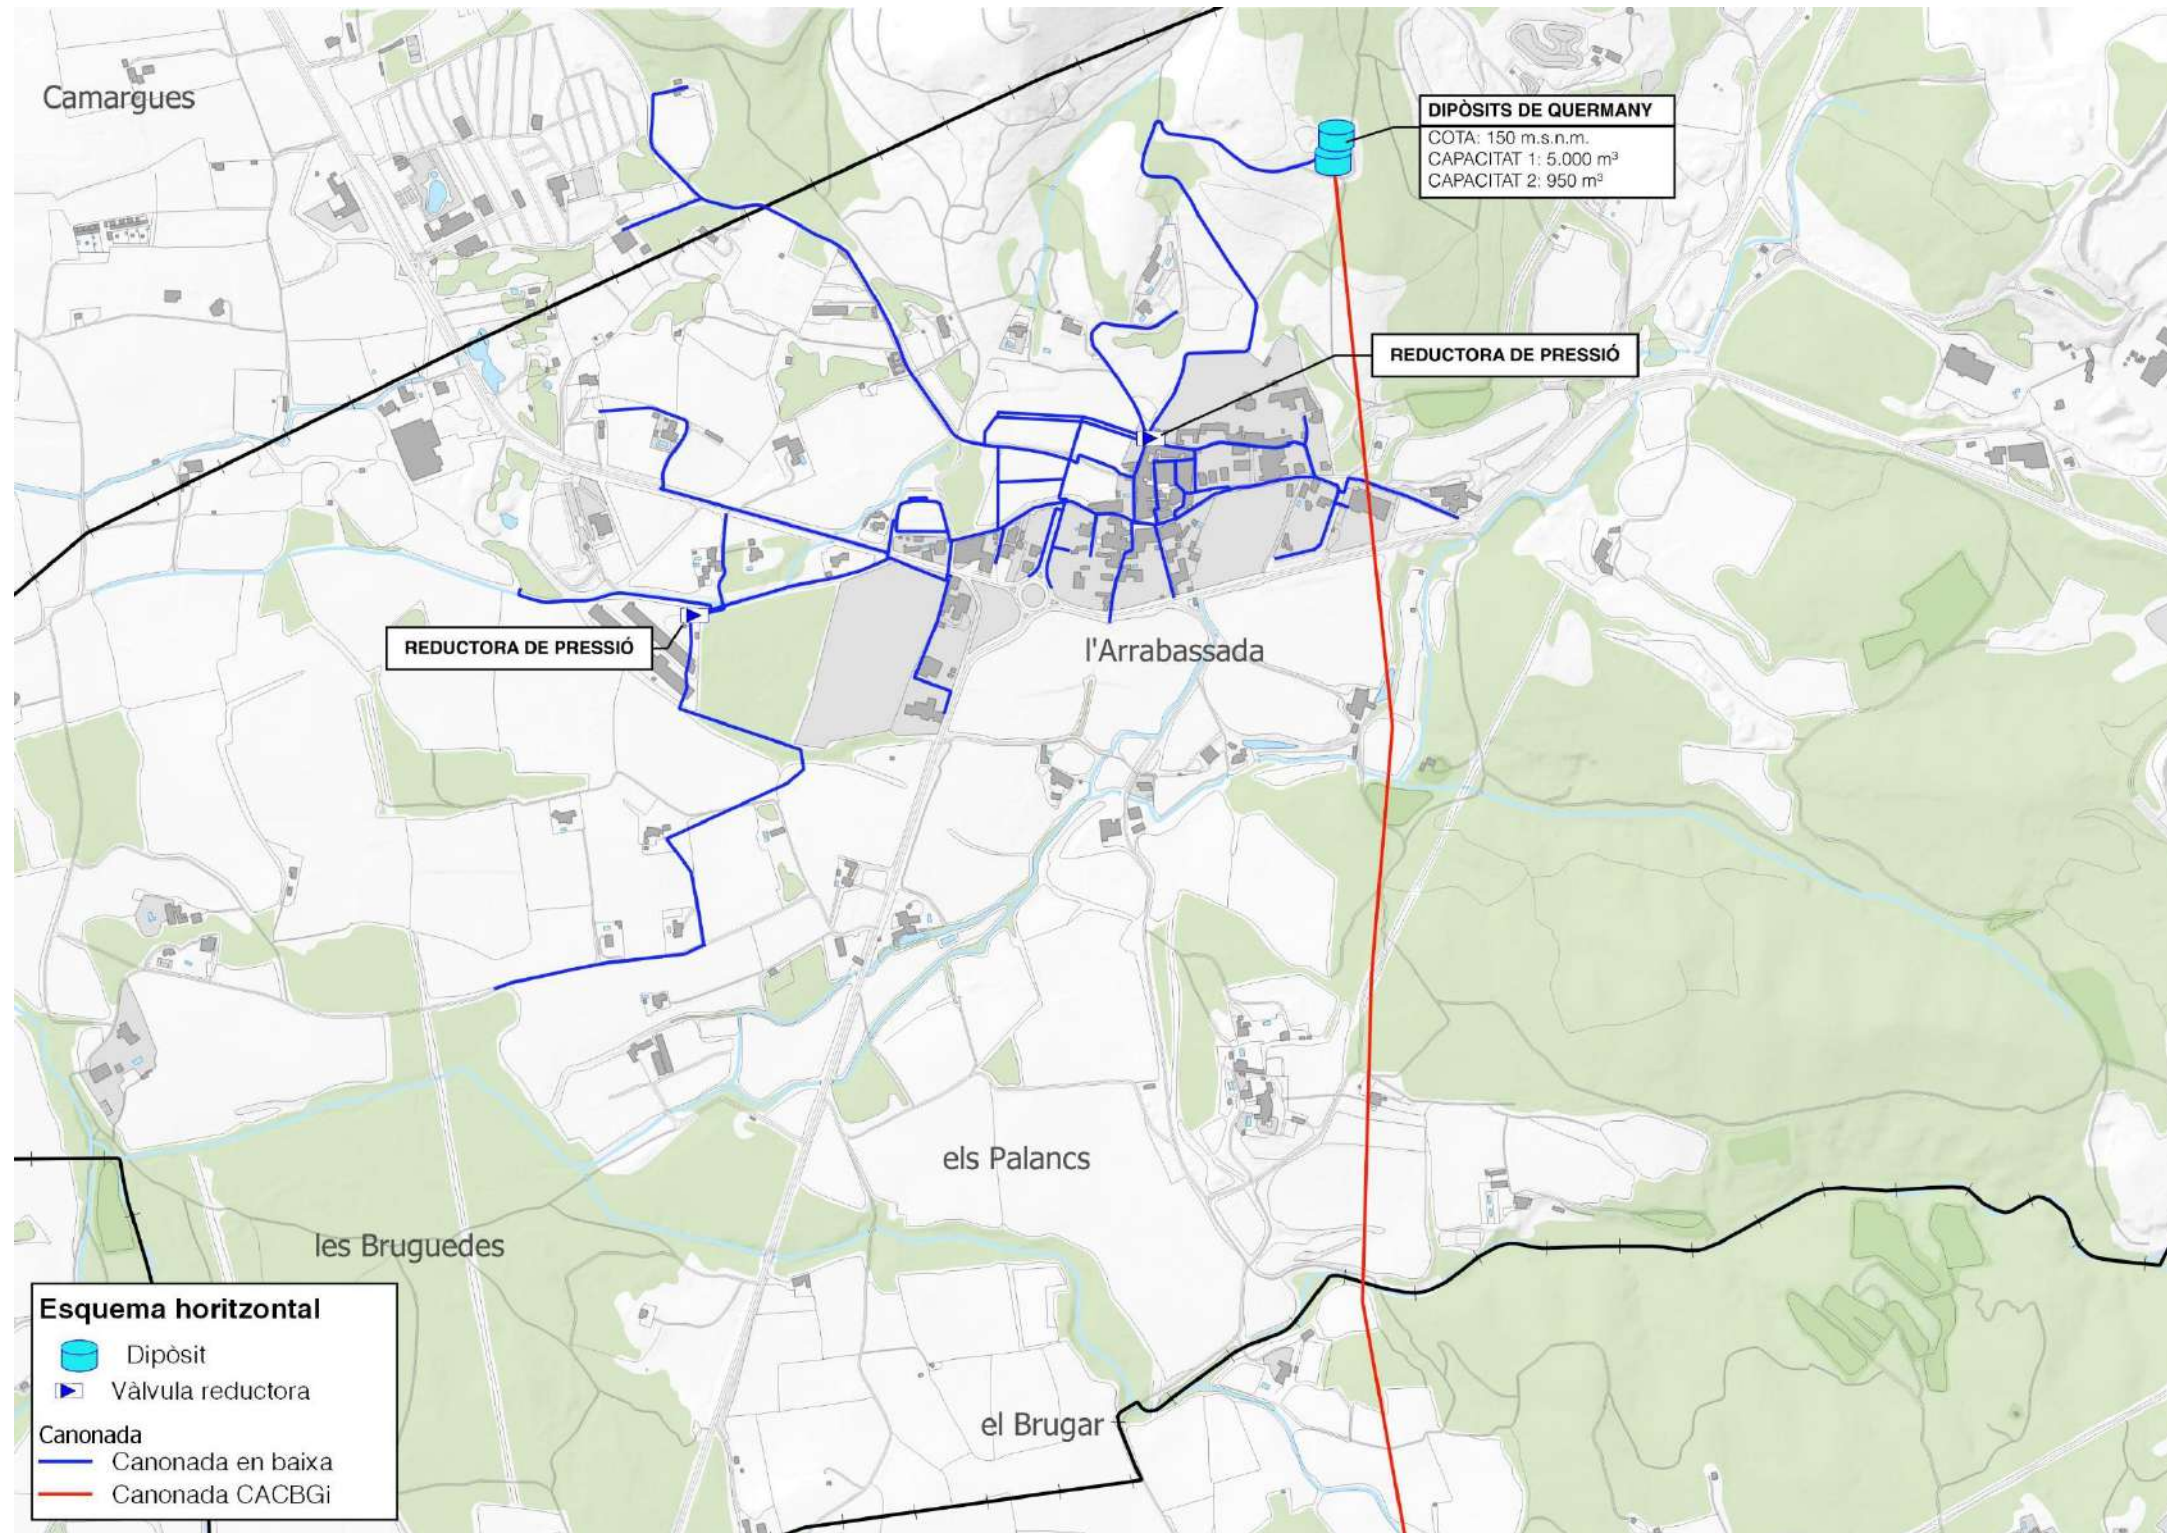 Camargues
DIPÒSITS DE QUERMANY
COTA: 150 m.s.n.m.
CAPACITAT 1: 5.000 m³
CAPACITAT 2: 950 m³
REDUCTORA DE PRESSIÓ
REDUCTORA DE PRESSIÓ
l'Arrabassada
els Palancs
les Bruguedes
el Brugar
Esquema horitzontal
Dipòsit
Vàlvula reductora
Canonada
Canonada en baixa
Canonada CACBGi